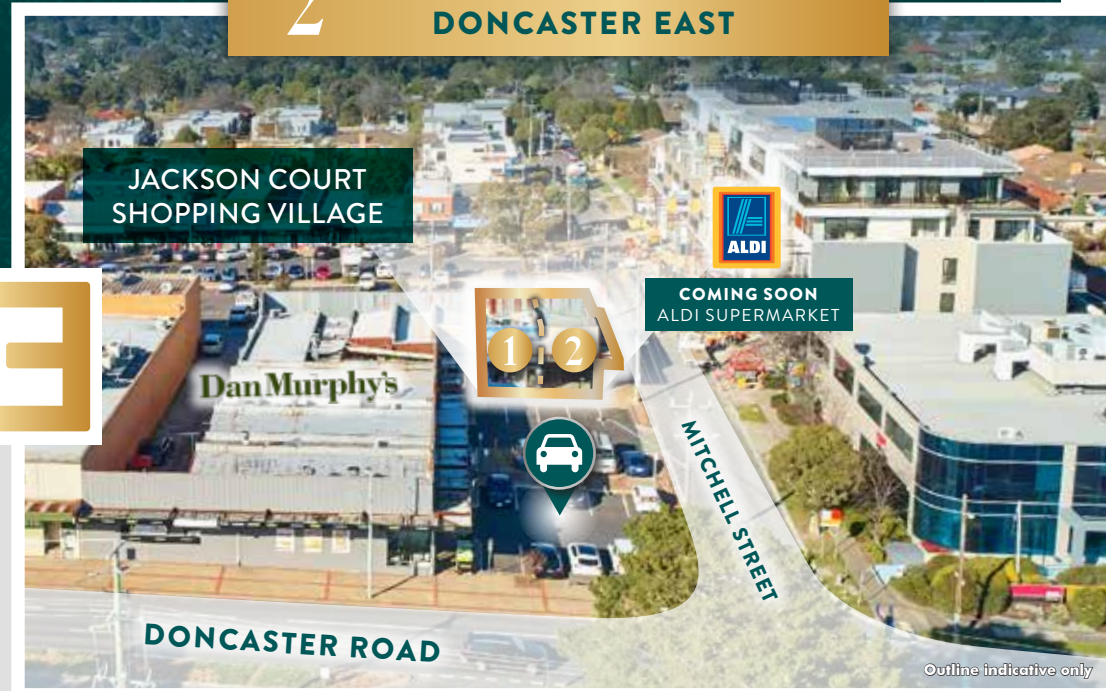 2
DONCASTER EAST
JACKSON COURT
SHOPPING VILLAGE
ALDI
COMING SOON
ALDI SUPERMARKET
E
1 2
Dan Murphy's
MITCHELL STREET
DONCASTER ROAD
Outline indicative only